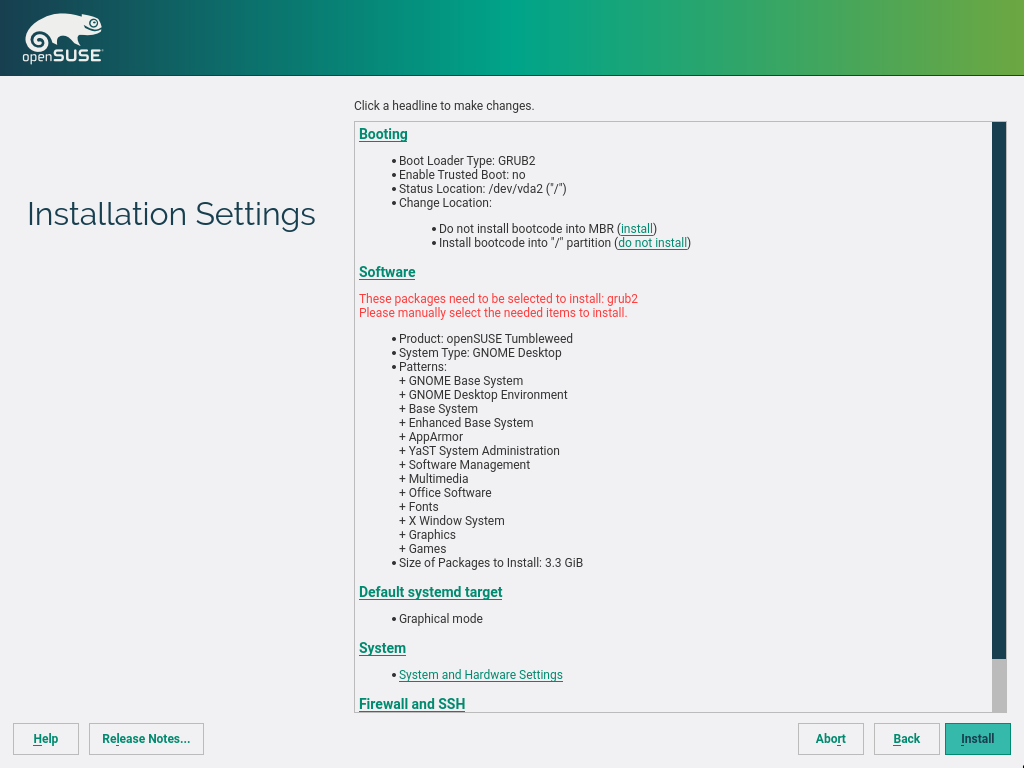 openSUSE
Click a headline to make changes.
Installation Settings
Booting
• Boot Loader Type: GRUB2
• Enable Trusted Boot: no
• Status Location: /dev/vda2 ("/")
• Change Location:
• Do not install bootcode into MBR (install)
• Install bootcode into "/" partition (do not install)
Software
These packages need to be selected to install: grub2
Please manually select the needed items to install.
• Product: openSUSE Tumbleweed
• System Type: GNOME Desktop
• Patterns:
+ GNOME Base System
+ GNOME Desktop Environment
+ Base System
+ Enhanced Base System
+ AppArmor
+ YaST System Administration
+ Software Management
+ Multimedia
+ Office Software
+ Fonts
+ X Window System
+ Graphics
+ Games
• Size of Packages to Install: 3.3 GiB
Default systemd target
• Graphical mode
System
• System and Hardware Settings
Firewall and SSH
Help Release Notes... Abort Back Install